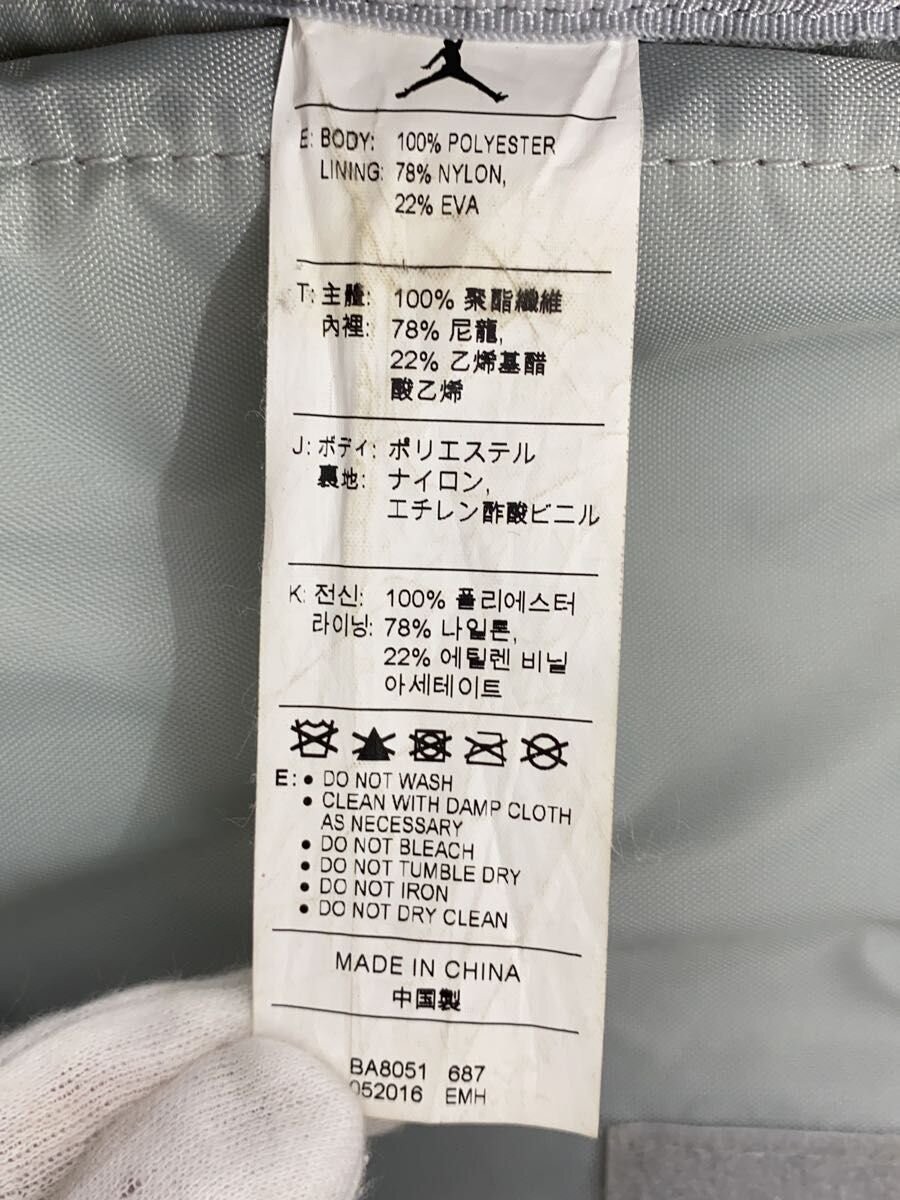 E: BODY: 100% POLYESTER
LINING: 78% NYLON,
22% EVA
T: 主體: 100% 聚酯纖維
內裡: 78% 尼龍,
22% 乙烯基醋
酸乙烯
J: ボディ: ポリエステル
裏地: ナイロン,
エチレン酢酸ビニル
K: 전신: 100% 폴리에스터
라이닝: 78% 나일론,
22% 에틸렌 비닐
아세테이트
E: • DO NOT WASH
• CLEAN WITH DAMP CLOTH
AS NECESSARY
• DO NOT BLEACH
• DO NOT TUMBLE DRY
• DO NOT IRON
• DO NOT DRY CLEAN
MADE IN CHINA
中国製
BA8051 687
052016 EMH